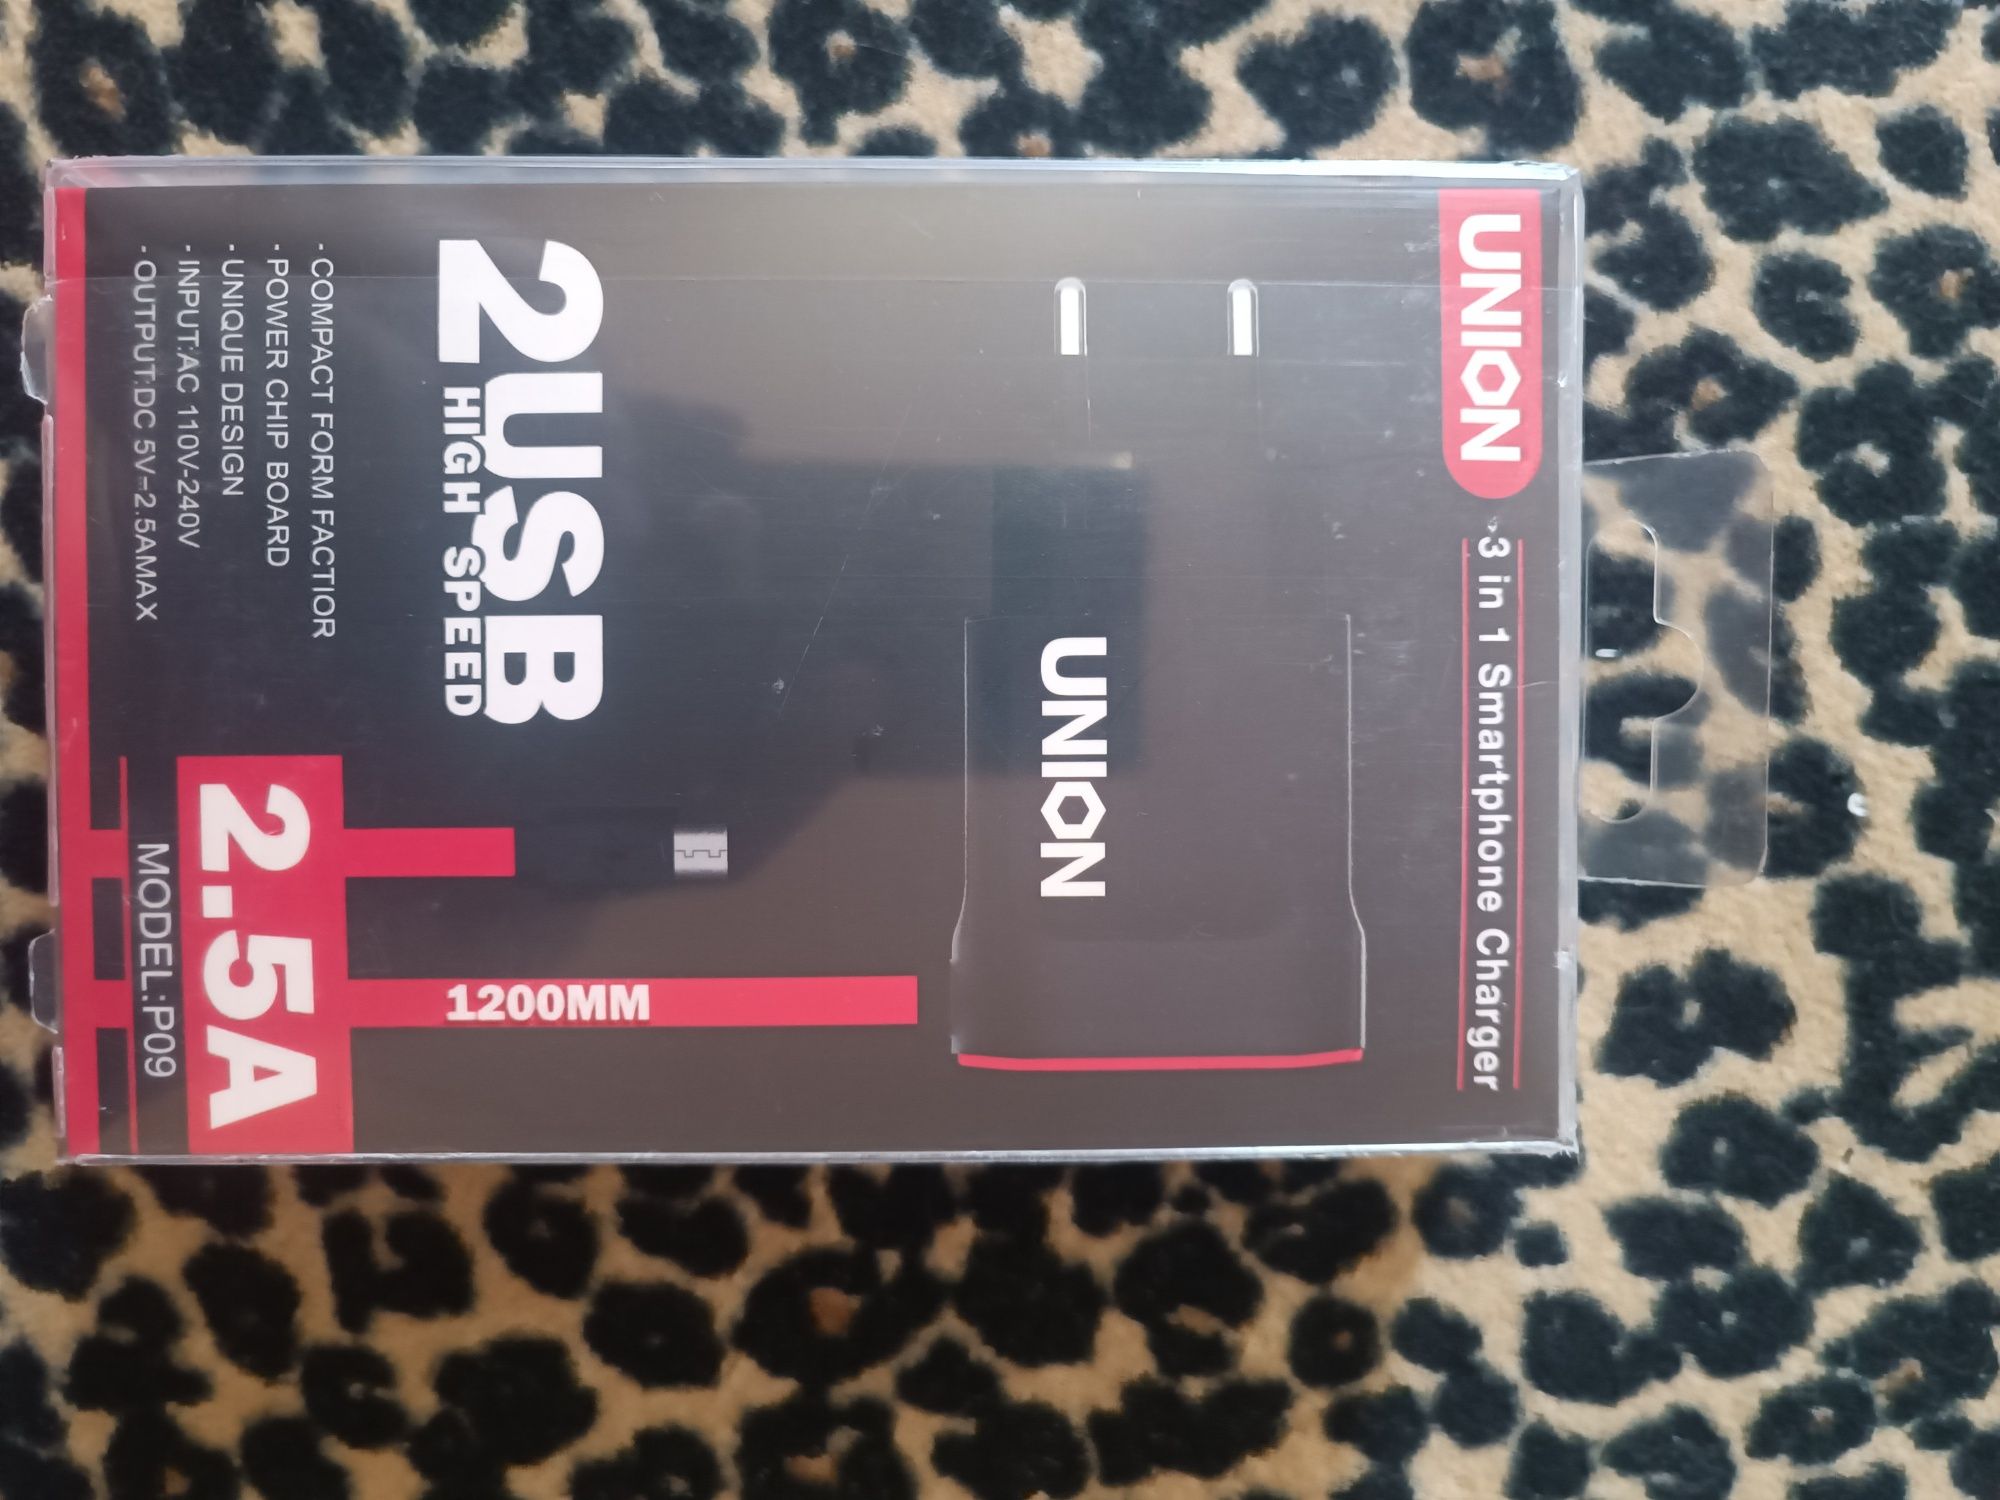 UNION
3 in 1 Smartphone Charger
UNION
1200MM
2USB
HIGH SPEED
· COMPACT FORM FACTIOR
· POWER CHIP BOARD
· UNIQUE DESIGN
· INPUT:AC 110V-240V
· OUTPUT:DC 5V=2.5AMAX
2.5A
MODEL:P09